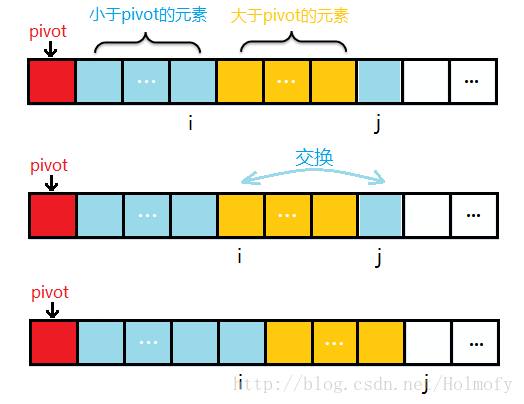 小于pivot的元素 大于pivot的元素
pivot
... ... ...
i j
交换
pivot
... ... ...
i j
pivot
... ... ...
i j
http://blog.csdn.net/Holmofy